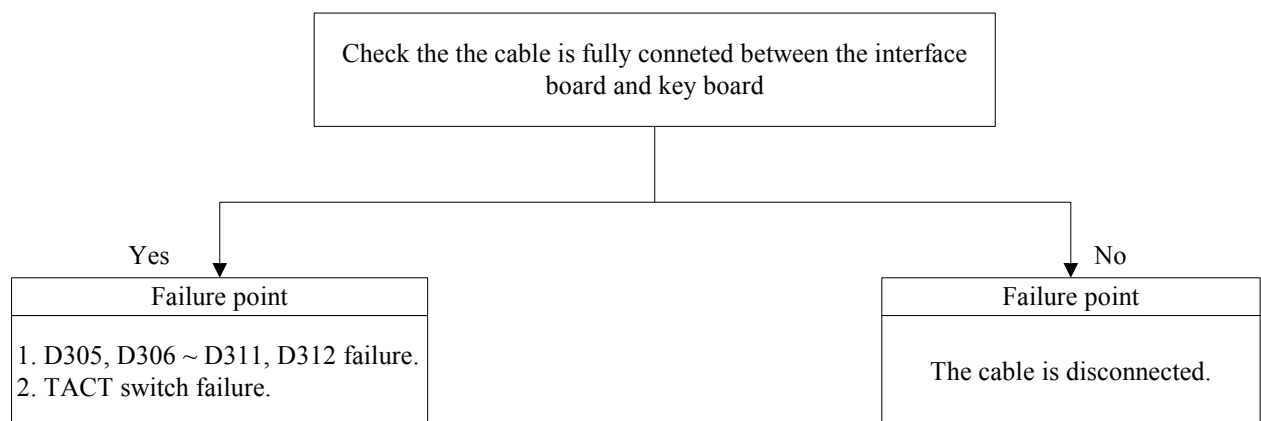 Check the the cable is fully conneted between the interface
board and key board
Yes
No
Failure point
1. D305, D306 ~ D311, D312 failure.
2. TACT switch failure.
Failure point
The cable is disconnected.